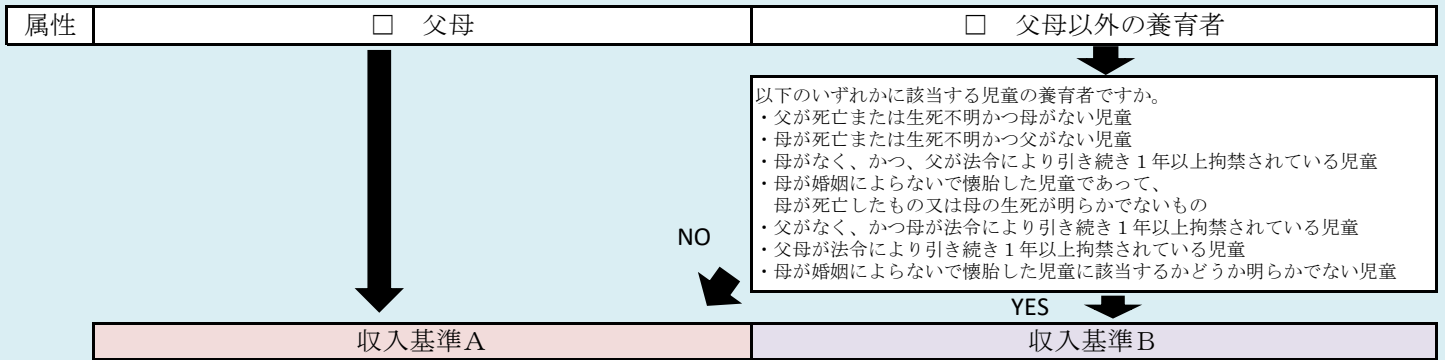 属性 □ 父母 □ 父母以外の養育者
以下のいずれかに該当する児童の養育者ですか。
・父が死亡または生死不明かつ母がない児童
・母が死亡または生死不明かつ父がない児童
・母がなく、かつ、父が法令により引き続き１年以上拘禁されている児童
・母が婚姻によらないで懐胎した児童であって、
母が死亡したもの又は母の生死が明らかでないもの
・父がなく、かつ母が法令により引き続き１年以上拘禁されている児童
・父母が法令により引き続き１年以上拘禁されている児童
・母が婚姻によらないで懐胎した児童に該当するかどうか明らかでない児童
NO
YES
収入基準Ａ 収入基準Ｂ